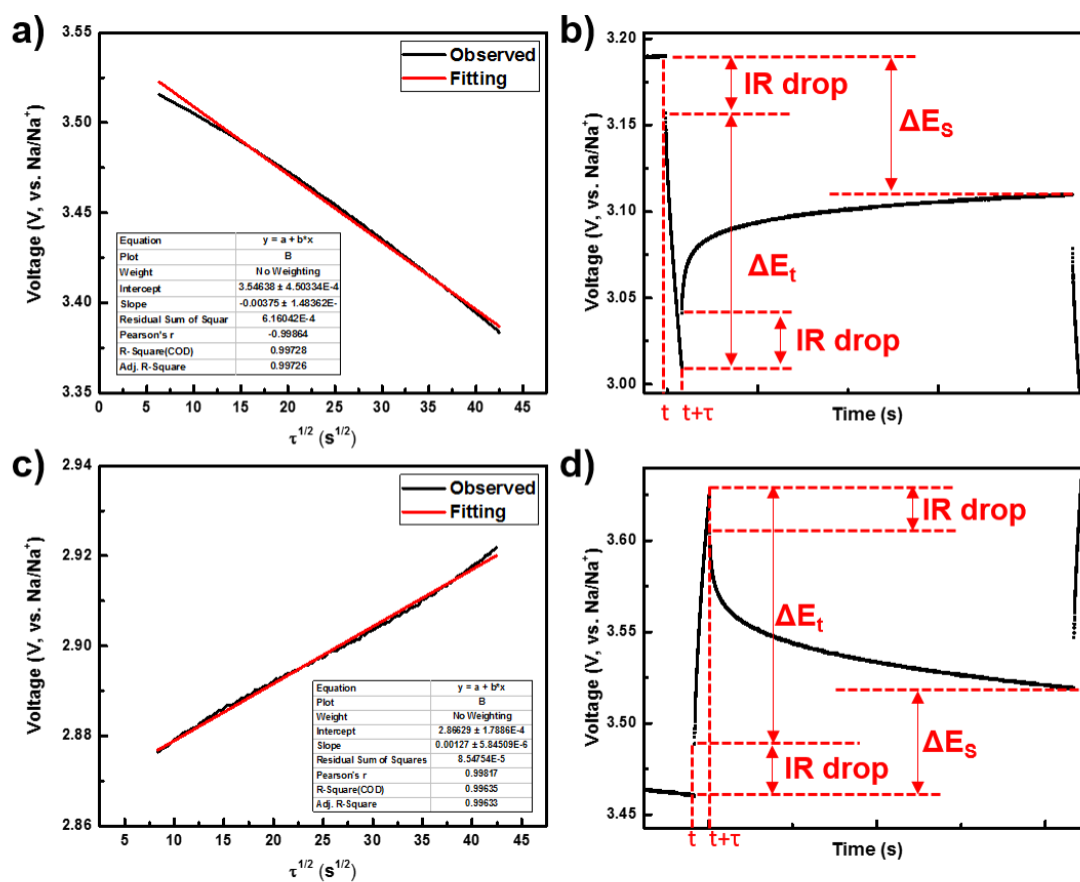 a)
Observed
Fitting
Voltage (V, vs. Na/Na⁺)
3.50
3.45
3.40
3.35
Equation y = a + b*x
Plot B
Weight No Weighting
Intercept 3.54638 ± 4.50334E-4
Slope -0.00375 ± 1.48362E-
Residual Sum of Squar 6.16042E-4
Pearson's r -0.99864
R-Square(COD) 0.99728
Adj. R-Square 0.99726
0 5 10 15 20 25 30 35 40 45
τ^1/2 (s^1/2)
b)
Voltage (V, vs. Na/Na⁺)
3.20
3.15
3.10
3.05
3.00
IR drop
ΔE_S
ΔE_t
IR drop
t t+τ
Time (s)
c)
Observed
Fitting
Voltage (V, vs. Na/Na⁺)
2.94
2.92
2.90
2.88
2.86
Equation y = a + b*x
Plot B
Weight No Weighting
Intercept 2.86629 ± 1.7886E-4
Slope 0.00127 ± 5.84509E-6
Residual Sum of Squares 8.54754E-5
Pearson's r 0.99817
R-Square(COD) 0.99635
Adj. R-Square 0.99633
5 10 15 20 25 30 35 40 45
τ^1/2 (s^1/2)
d)
Voltage (V, vs. Na/Na⁺)
3.60
3.55
3.50
3.45
IR drop
ΔE_t
ΔE_S
IR drop
t t+τ
Time (s)